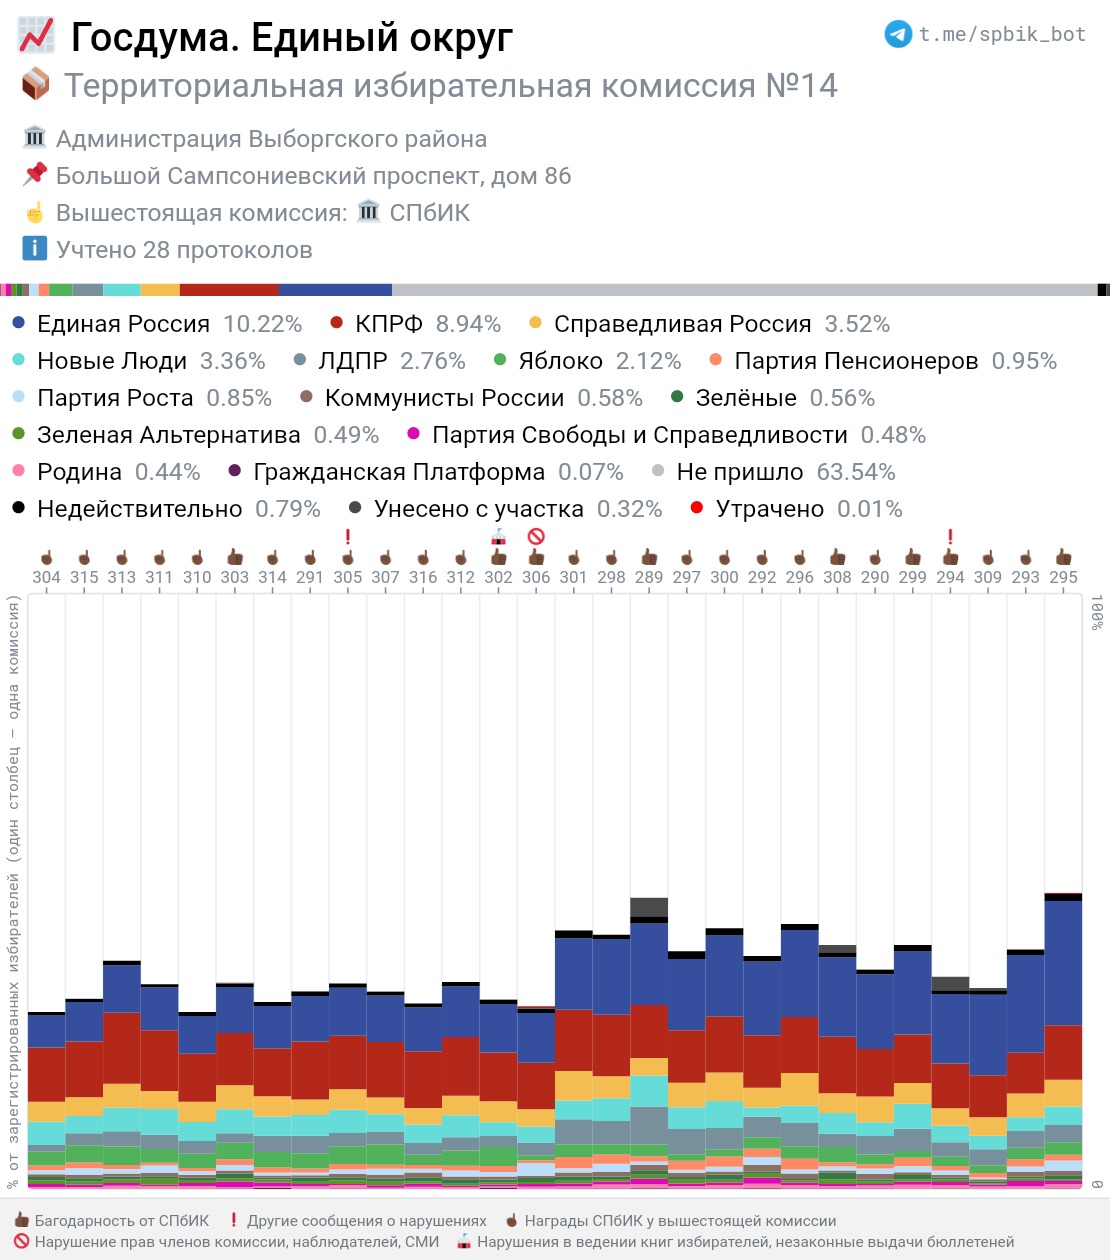 Госдума. Единый округ
t.me/spbik_bot
Территориальная избирательная комиссия №14
Администрация Выборгского района
Большой Сампсониевский проспект, дом 86
Вышестоящая комиссия: СПбИК
Учтено 28 протоколов
Единая Россия 10.22% КПРФ 8.94% Справедливая Россия 3.52%
Новые Люди 3.36% ЛДПР 2.76% Яблоко 2.12% Партия Пенсионеров 0.95%
Партия Роста 0.85% Коммунисты России 0.58% Зелёные 0.56%
Зеленая Альтернатива 0.49% Партия Свободы и Справедливости 0.48%
Родина 0.44% Гражданская Платформа 0.07% Не пришло 63.54%
Недействительно 0.79% Унесено с участка 0.32% Утрачено 0.01%
304 315 313 311 310 303 314 291 305 307 316 312 302 306 301 298 289 297 300 292 296 308 290 299 294 309 293 295
% от зарегистрированных избирателей (один столбец – одна комиссия)
100%
0
Багодарность от СПбИК Другие сообщения о нарушениях Награды СПбИК у вышестоящей комиссии
Нарушение прав членов комиссии, наблюдателей, СМИ Нарушения в ведении книг избирателей, незаконные выдачи бюллетеней